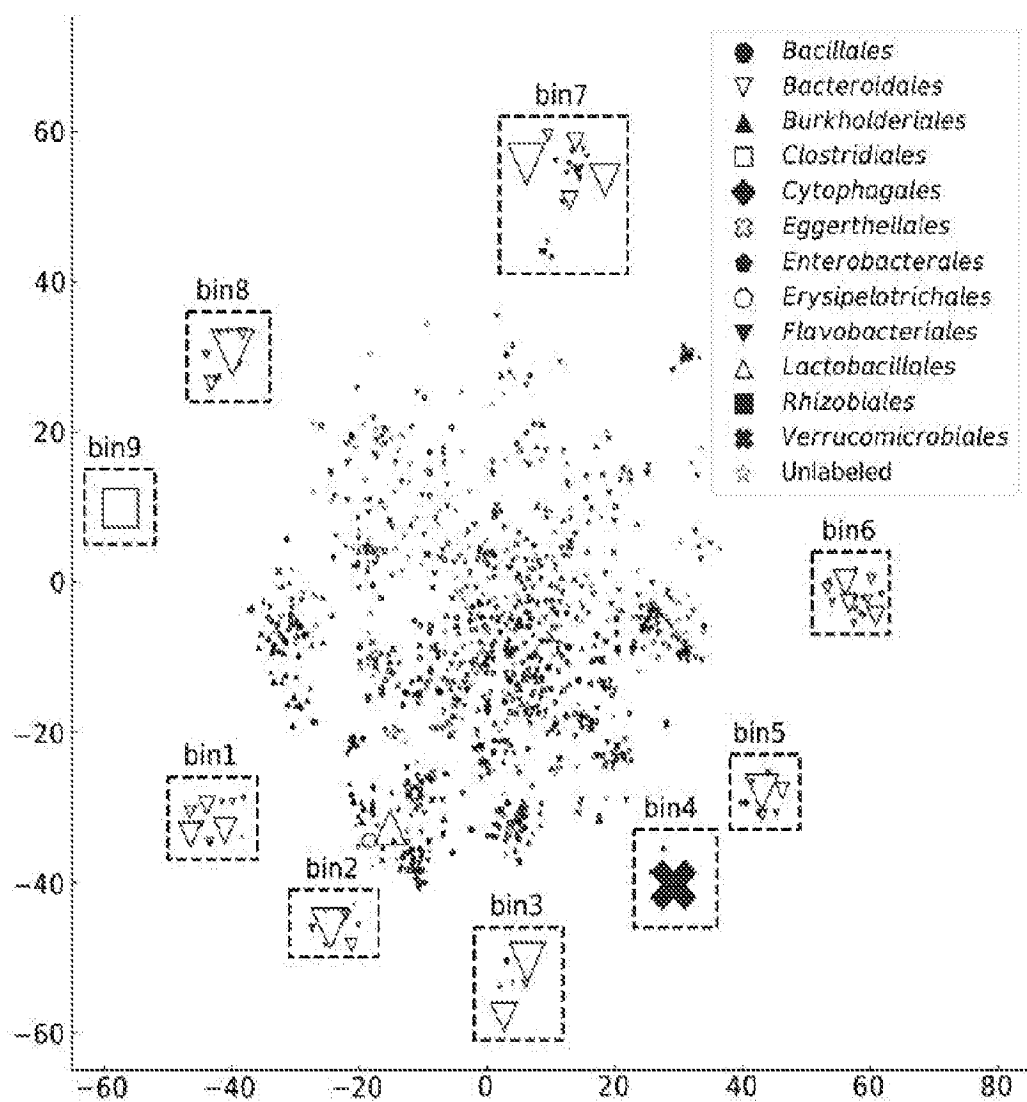 Bacillales
Bacteroidales
Burkholderiales
Clostridiales
Cytophagales
Eggerthellales
Enterobacterales
Erysipelotrichales
Flavobacteriales
Lactobacillales
Rhizobiales
Verrucomicrobiales
Unlabeled
bin7
bin8
bin9
bin6
bin5
bin1
bin4
bin2
bin3
60
40
20
0
−20
−40
−60
−60 −40 −20 0 20 40 60 80